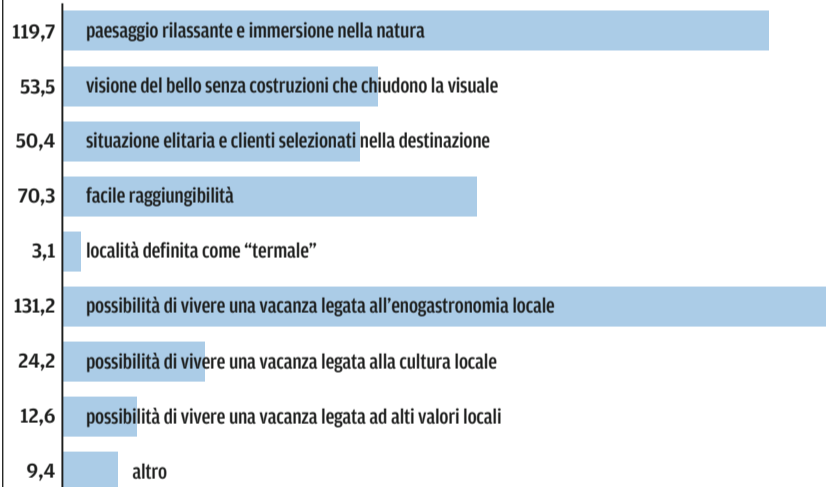 119,7 paesaggio rilassante e immersione nella natura
53,5 visione del bello senza costruzioni che chiudono la visuale
50,4 situazione elitaria e clienti selezionati nella destinazione
70,3 facile raggiungibilità
3,1 località definita come “termale”
131,2 possibilità di vivere una vacanza legata all’enogastronomia locale
24,2 possibilità di vivere una vacanza legata alla cultura locale
12,6 possibilità di vivere una vacanza legata ad alti valori locali
9,4 altro